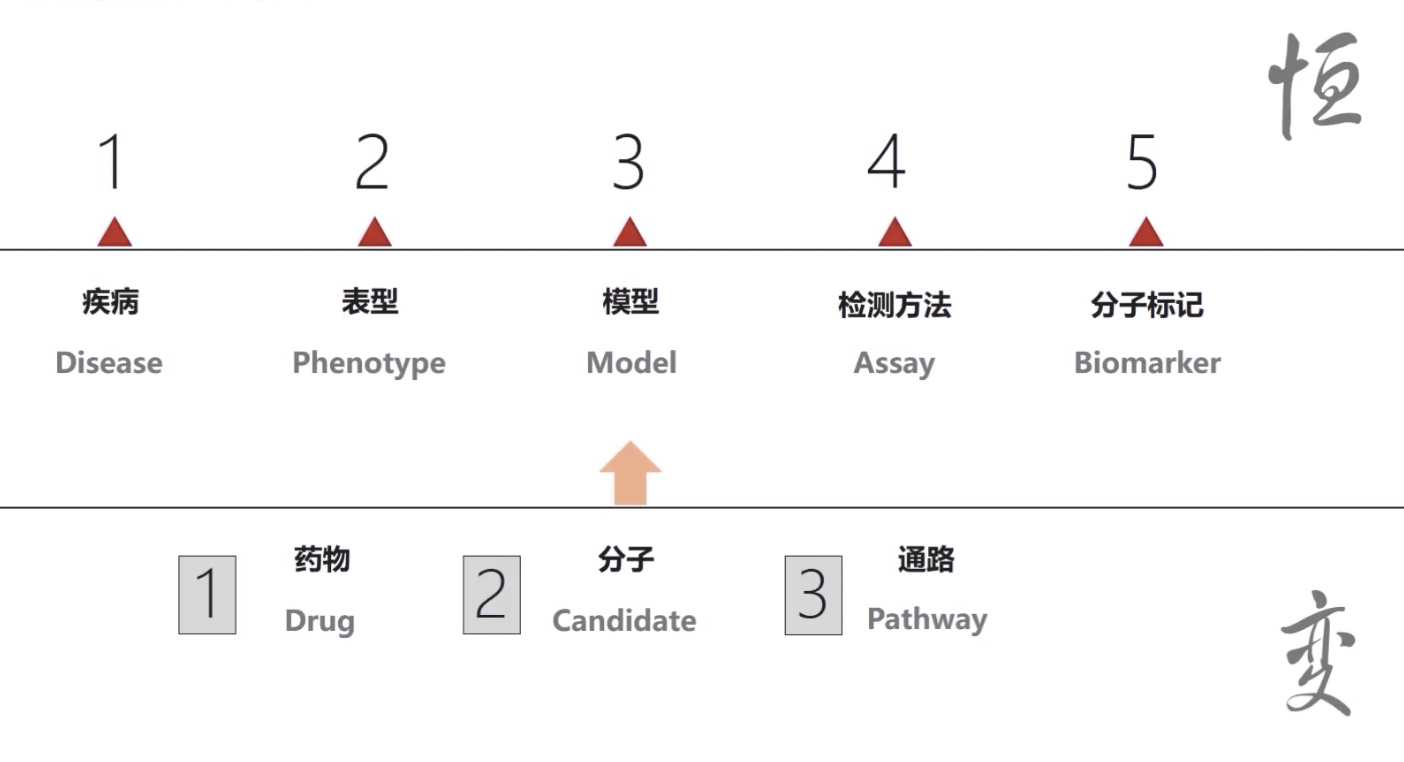 恒
1 2 3 4 5
疾病 表型 模型 检测方法 分子标记
Disease Phenotype Model Assay Biomarker
1 药物 2 分子 3 通路
Drug Candidate Pathway
变